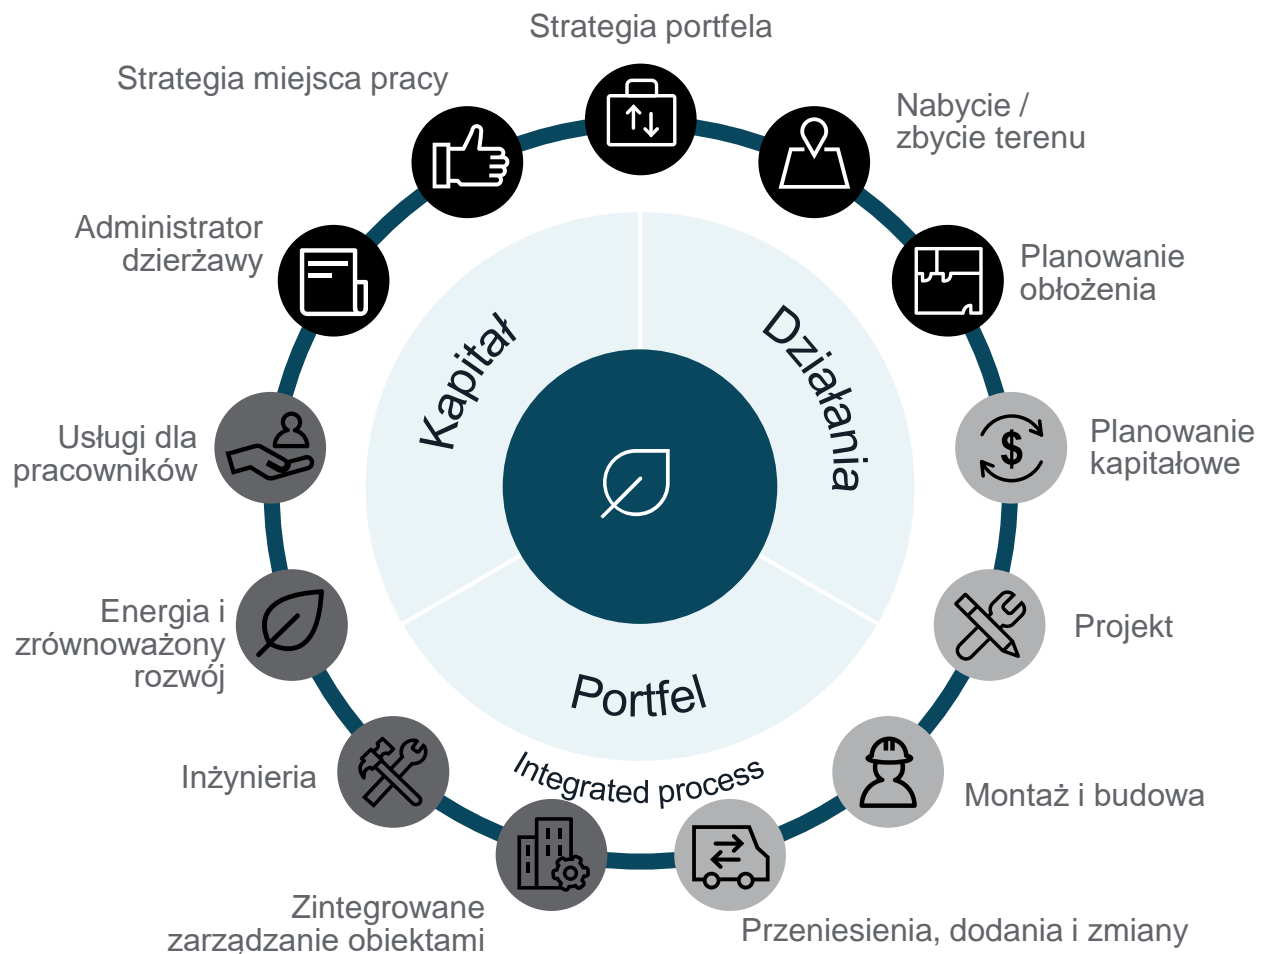 Strategia portfela
Strategia miejsca pracy
Nabycie /
zbycie terenu
Administrator
dzierżawy
Planowanie
obłożenia
Kapitał
Działania
Usługi dla
pracowników
$
Planowanie
kapitałowe
Energia i
zrównoważony
rozwój
Projekt
Portfel
Integrated process
Inżynieria
Montaż i budowa
Zintegrowane
zarządzanie obiektami
Przeniesienia, dodania i zmiany